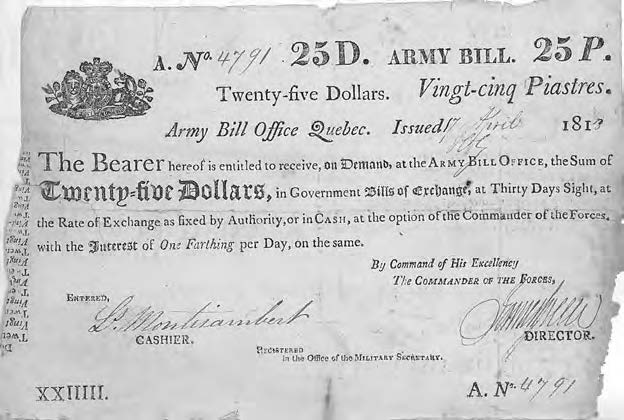 A. No. 4791. 25 D. ARMY BILL. 25 P.
Twenty-five Dollars. Vingt-cinq Piastres.
Army Bill Office Quebec. Issued 17 April 1813
The Bearer hereof is entitled to receive, on Demand, at the ARMY BILL OFFICE, the Sum of
Twenty-five Dollars, in Government Bills of Exchange, at Thirty Days Sight, at
the Rate of Exchange as fixed by Authority, or in CASH, at the option of the Commander of the Forces.
with the Interest of One Farthing per Day, on the same.
By Command of His Excellency
The COMMANDER OF THE FORCES,
ENTERED,
Ls. Montizambert
CASHIER.
DIRECTOR.
REGISTERED
in the Office of the MILITARY SECRETARY.
XXIIIII.
A. No. 4791